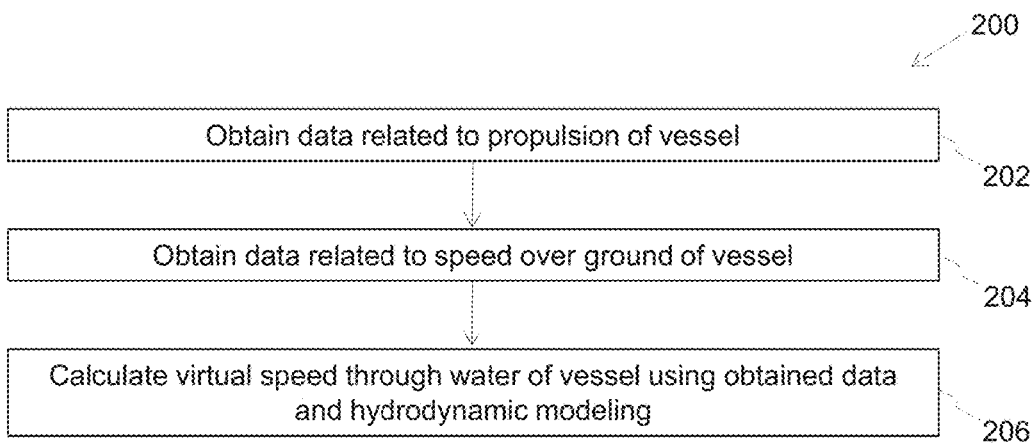 200
Obtain data related to propulsion of vessel
202
Obtain data related to speed over ground of vessel
204
Calculate virtual speed through water of vessel using obtained data
and hydrodynamic modeling
206